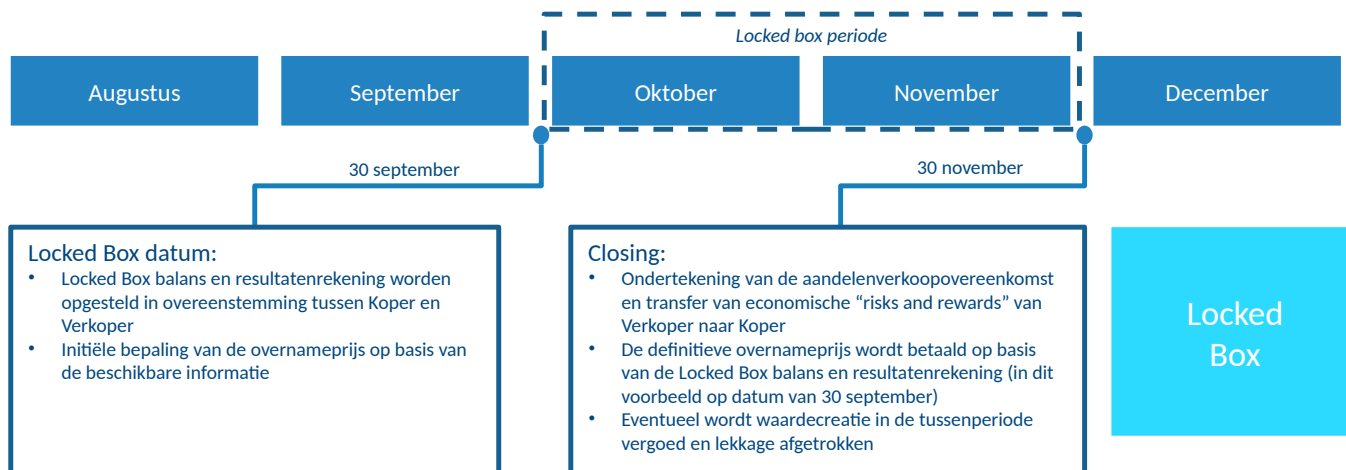 Locked box periode
Augustus
September
Oktober
November
December
30 september
30 november
Locked Box datum:
• Locked Box balans en resultatenrekening worden
opgesteld in overeenstemming tussen Koper en
Verkoper
• Initiële bepaling van de overnameprijs op basis van
de beschikbare informatie
Closing:
• Ondertekening van de aandelenverkoopovereenkomst
en transfer van economische “risks and rewards” van
Verkoper naar Koper
• De definitieve overnameprijs wordt betaald op basis
van de Locked Box balans en resultatenrekening (in dit
voorbeeld op datum van 30 september)
• Eventueel wordt waardecreatie in de tussenperiode
vergoed en lekkage afgetrokken
Locked
Box